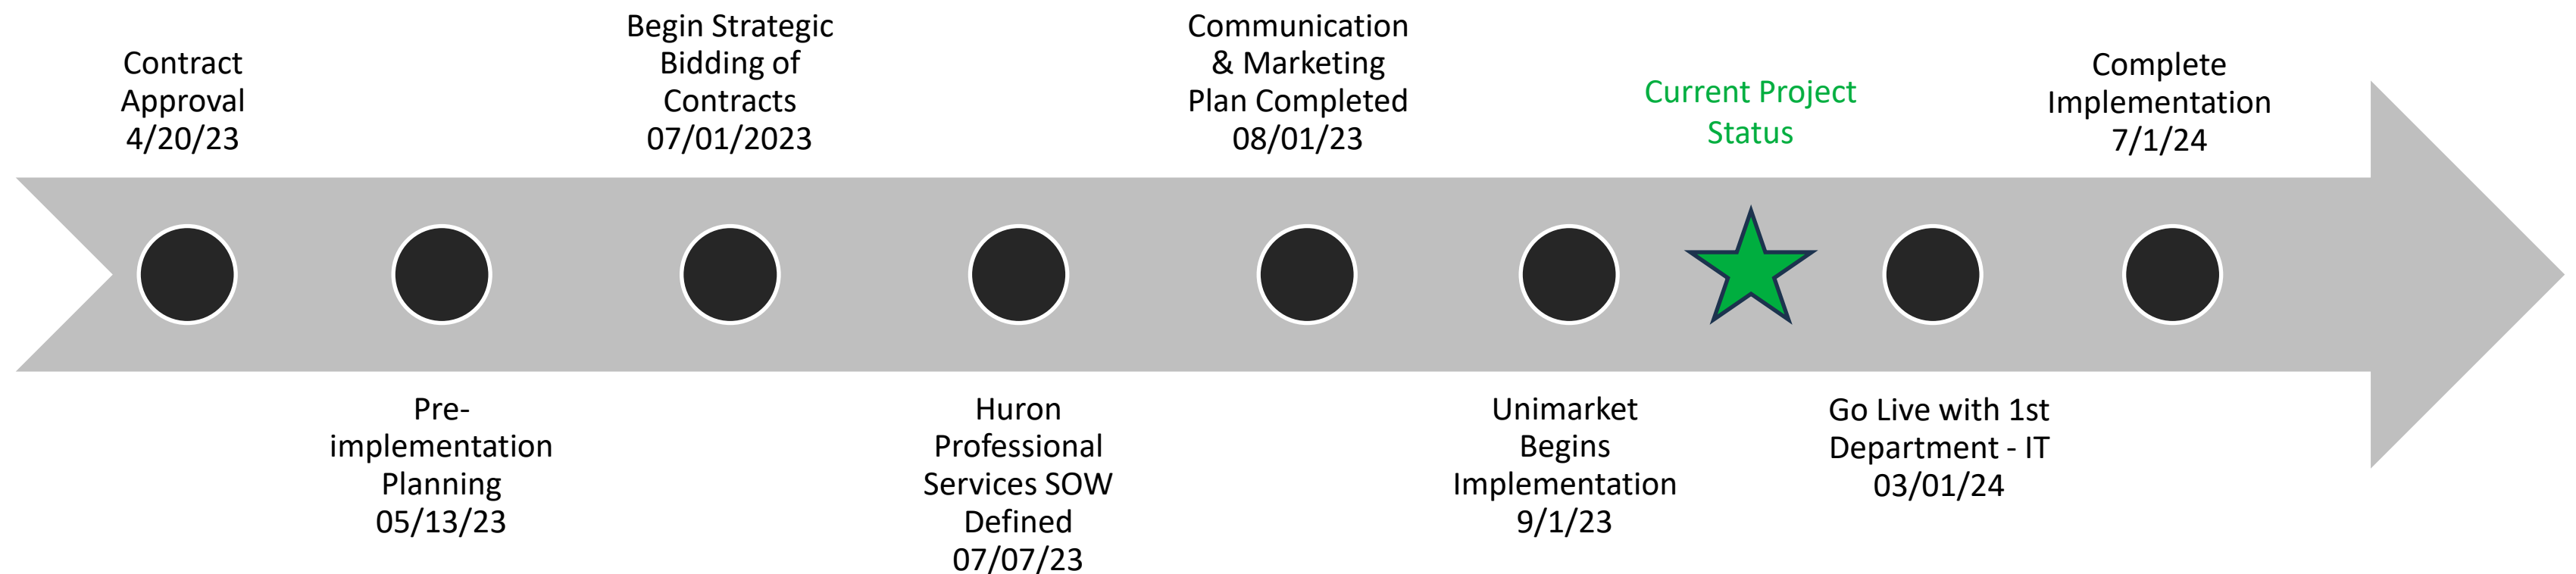 Contract
Approval
4/20/23
Pre-
implementation
Planning
05/13/23
Begin Strategic
Bidding of
Contracts
07/01/2023
Huron
Professional
Services SOW
Defined
07/07/23
Communication
& Marketing
Plan Completed
08/01/23
Unimarket
Begins
Implementation
9/1/23
Current Project
Status
Go Live with 1st
Department - IT
03/01/24
Complete
Implementation
7/1/24